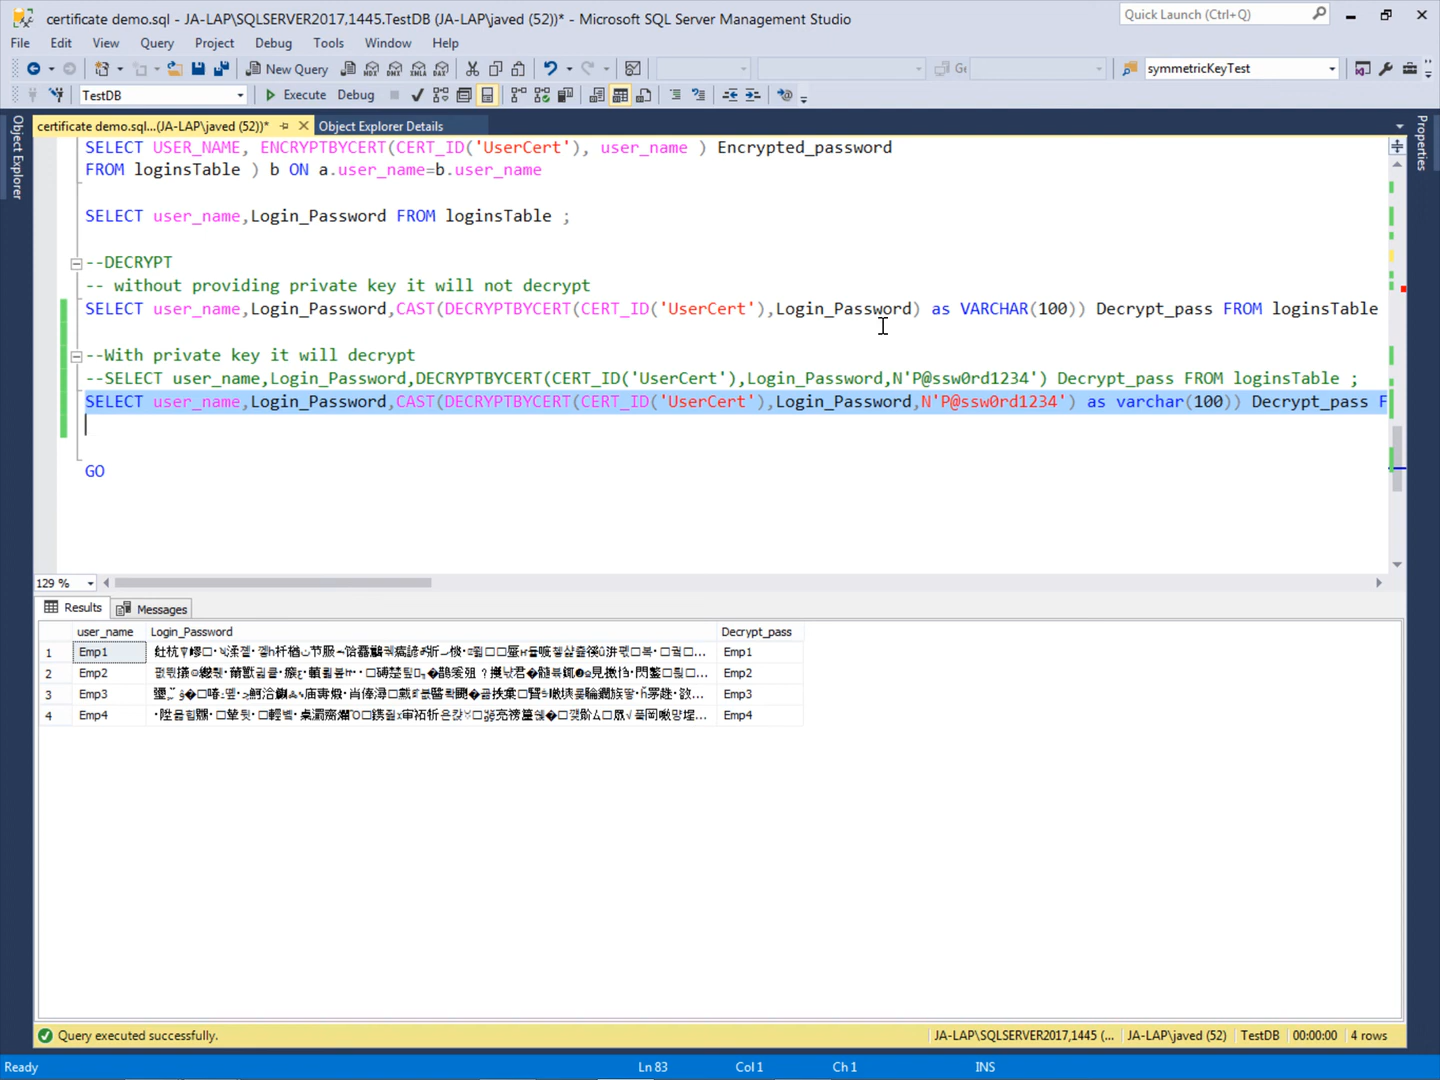 certificate demo.sql - JA-LAP\SQLSERVER2017,1445.TestDB (JA-LAP\javed (52))* - Microsoft SQL Server Management Studio
Quick Launch (Ctrl+Q)
File Edit View Query Project Debug Tools Window Help
New Query
symmetricKeyTest
TestDB
Execute Debug
certificate demo.sql...(JA-LAP\javed (52))* Object Explorer Details
Object Explorer
Properties
SELECT USER_NAME, ENCRYPTBYCERT(CERT_ID('UserCert'), user_name ) Encrypted_password
FROM loginsTable ) b ON a.user_name=b.user_name
SELECT user_name,Login_Password FROM loginsTable ;
--DECRYPT
-- without providing private key it will not decrypt
SELECT user_name,Login_Password,CAST(DECRYPTBYCERT(CERT_ID('UserCert'),Login_Password) as VARCHAR(100)) Decrypt_pass FROM loginsTable
--With private key it will decrypt
--SELECT user_name,Login_Password,DECRYPTBYCERT(CERT_ID('UserCert'),Login_Password,N'P@ssw0rd1234') Decrypt_pass FROM loginsTable ;
SELECT user_name,Login_Password,CAST(DECRYPTBYCERT(CERT_ID('UserCert'),Login_Password,N'P@ssw0rd1234') as varchar(100)) Decrypt_pass F
GO
129 %
Results Messages
user_name Login_Password Decrypt_pass
1 Emp1 Emp1
2 Emp2 Emp2
3 Emp3 Emp3
4 Emp4 Emp4
Query executed successfully.
JA-LAP\SQLSERVER2017,1445 (... JA-LAP\javed (52) TestDB 00:00:00 4 rows
Ready Ln 83 Col 1 Ch 1 INS